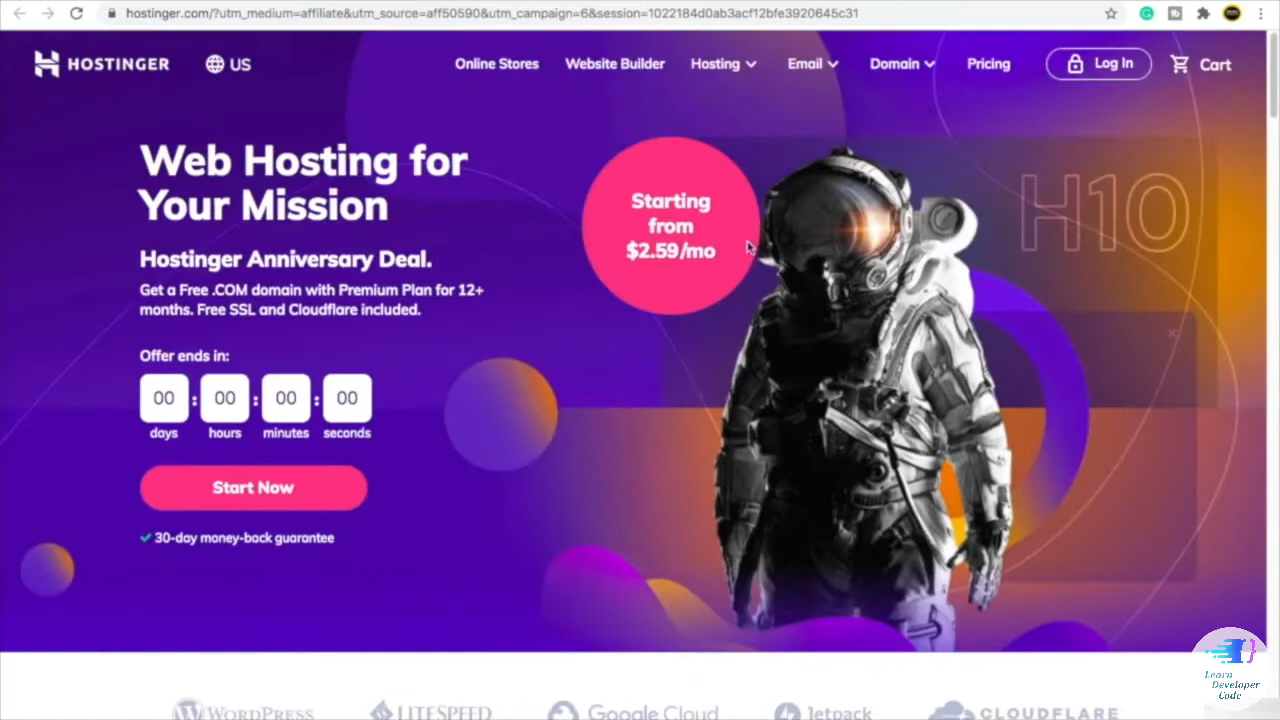 hostinger.com/?utm_medium=affiliate&utm_source=aff50590&utm_campaign=6&session=1022184d0ab3acf12bfe3920645c31
HOSTINGER
US
Online Stores
Website Builder
Hosting
Email
Domain
Pricing
Log In
Cart
Web Hosting for
Your Mission
Hostinger Anniversary Deal.
Get a Free .COM domain with Premium Plan for 12+
months. Free SSL and Cloudflare included.
Offer ends in:
00 : 00 : 00 : 00
days hours minutes seconds
Start Now
30-day money-back guarantee
Starting
from
$2.59/mo
H10
WORDPRESS
LITESPEED
Google Cloud
Jetpack
CLOUDFLARE
Learn
Developer
Code